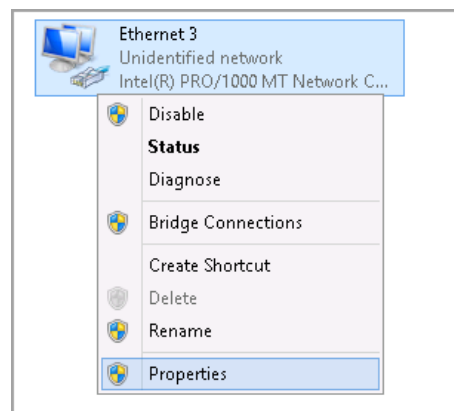 Ethernet 3
Unidentified network
Intel(R) PRO/1000 MT Network C...
Disable
Status
Diagnose
Bridge Connections
Create Shortcut
Delete
Rename
Properties